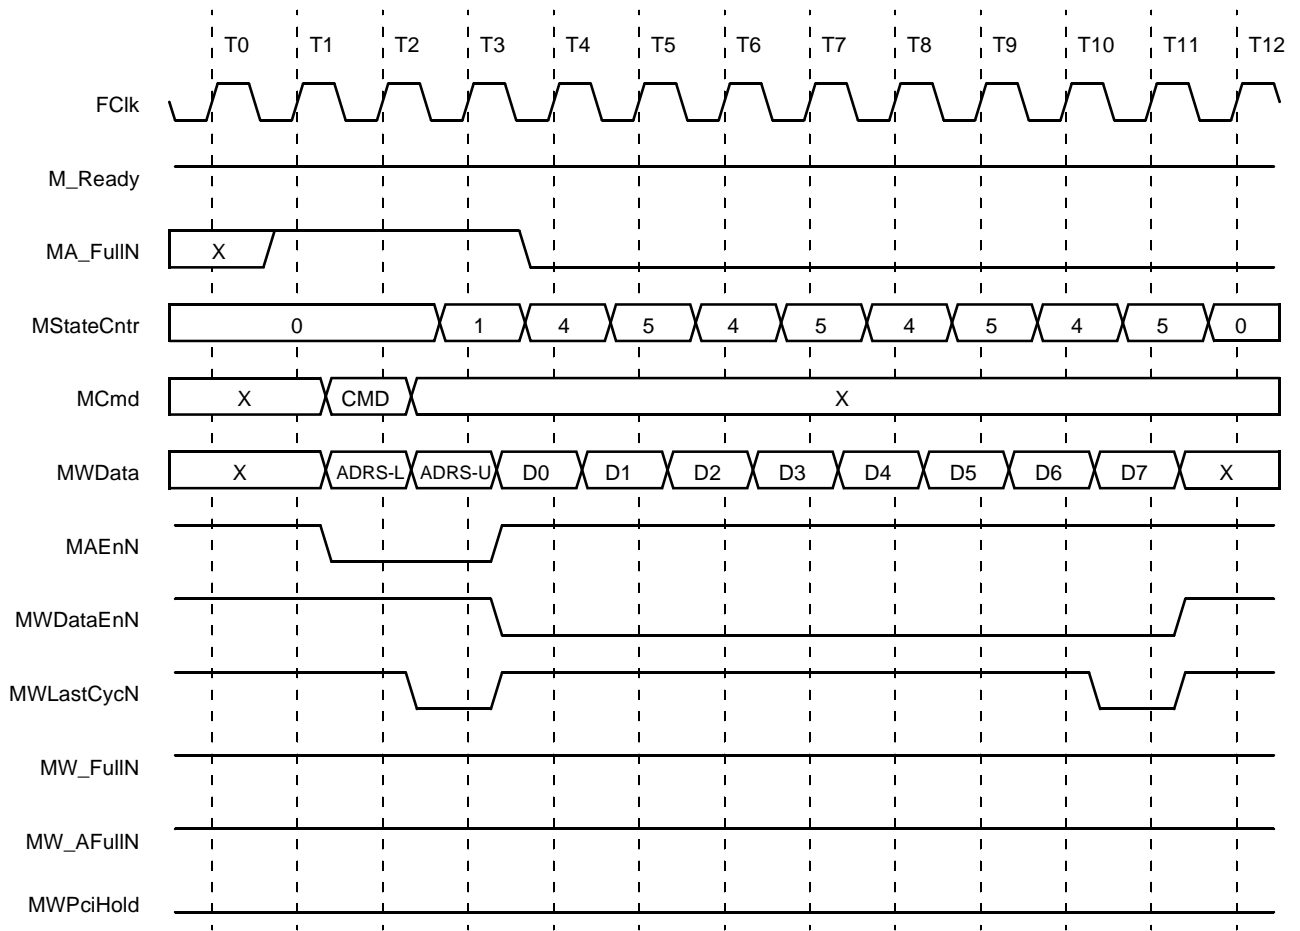 T0 T1 T2 T3 T4 T5 T6 T7 T8 T9 T10 T11 T12
FClk
M_Ready
MA_FullN X
MStateCntr 0 1 4 5 4 5 4 5 4 5 0
MCmd X CMD X
MWData X ADRS-L ADRS-U D0 D1 D2 D3 D4 D5 D6 D7 X
MAEnN
MWDataEnN
MWLastCycN
MW_FullN
MW_AFullN
MWPciHold